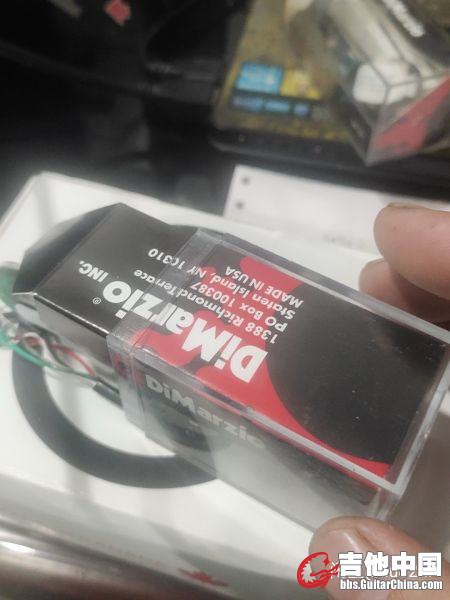 DiMarzio® INC.
1388 Richmond Terrace
PO Box 100387
Staten Island, NY 10310
MADE IN USA
DiMarzio
吉他中国
bbs.GuitarChina.com